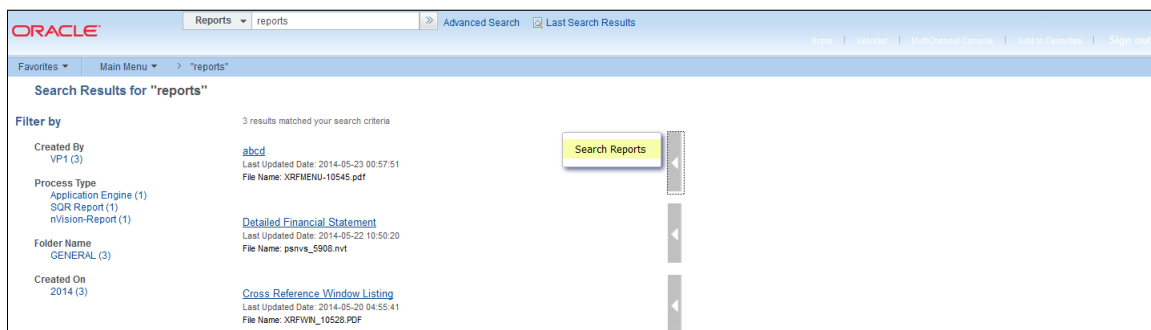 ORACLE
Reports reports Advanced Search Last Search Results
Home Worklist MultiChannel Console Add to Favorites Sign out
Favorites Main Menu > "reports"
Search Results for "reports"
Filter by
Created By
VP1 (3)
Process Type
Application Engine (1)
SQR Report (1)
nVision-Report (1)
Folder Name
GENERAL (3)
Created On
2014 (3)
3 results matched your search criteria
abcd
Last Updated Date: 2014-05-23 00:57:51
File Name: XRFMENU-10545.pdf
Detailed Financial Statement
Last Updated Date: 2014-05-22 10:50:20
File Name: psnvs_5908.nvt
Cross Reference Window Listing
Last Updated Date: 2014-05-20 04:55:41
File Name: XRFWIN_10528.PDF
Search Reports